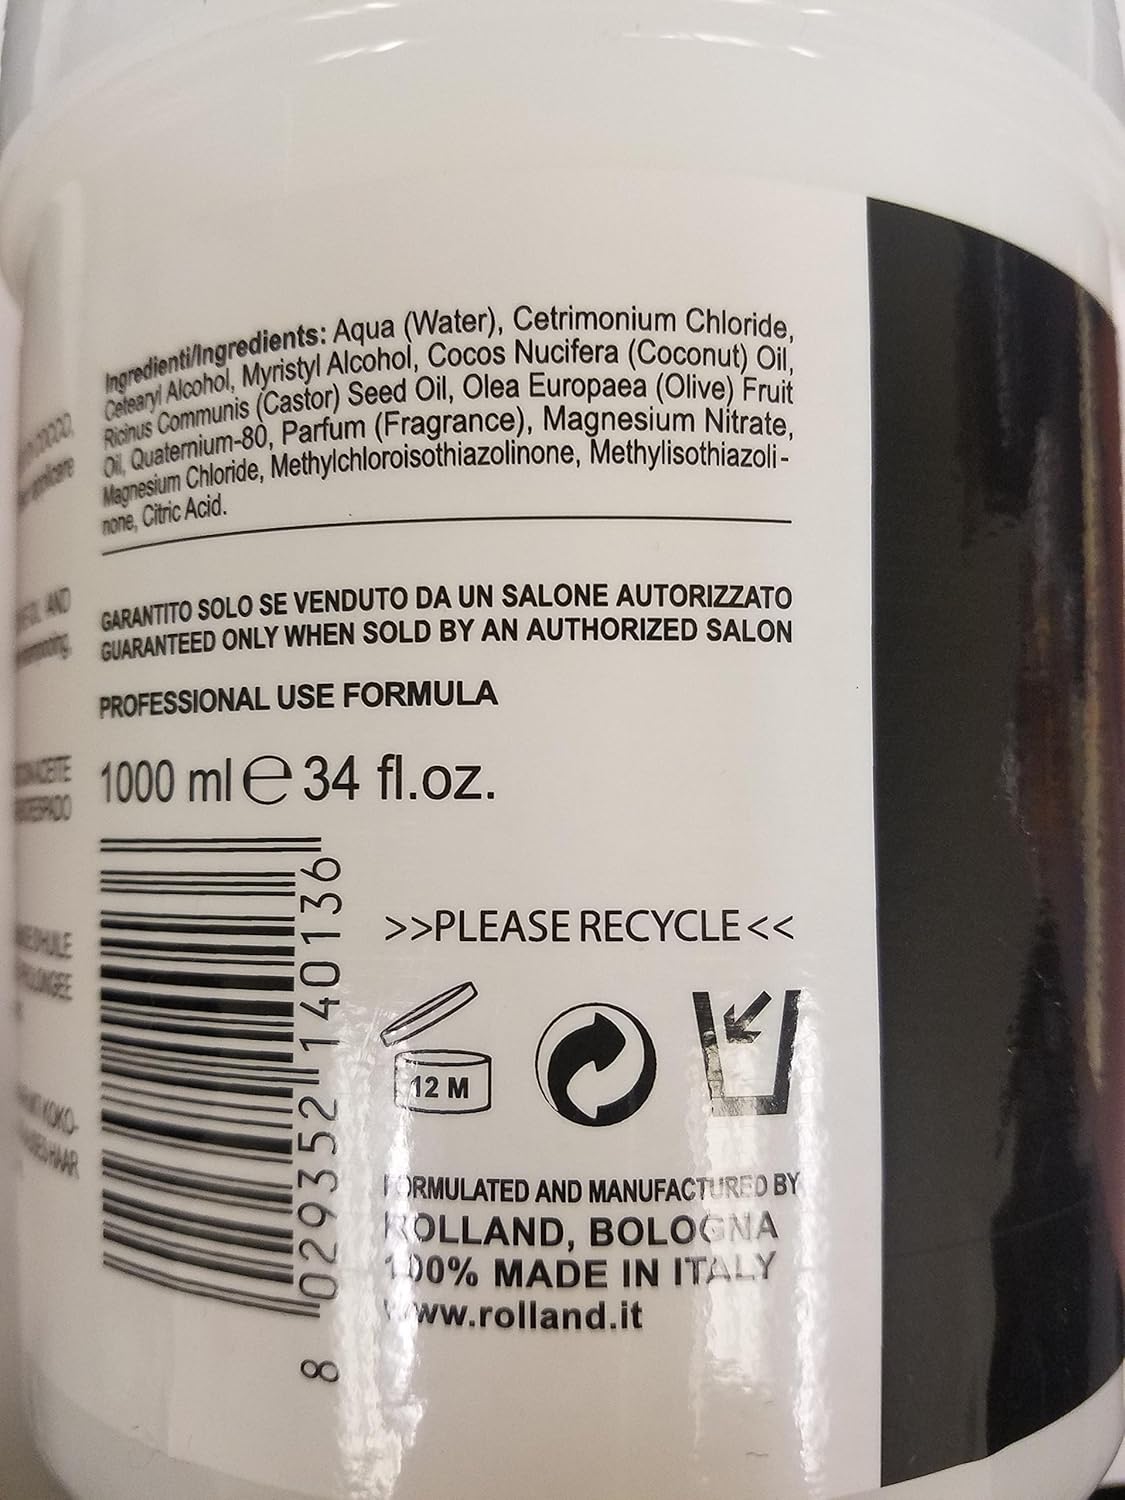 Ingredienti/Ingredients: Aqua (Water), Cetrimonium Chloride,
Cetearyl Alcohol, Myristyl Alcohol, Cocos Nucifera (Coconut) Oil,
Ricinus Communis (Castor) Seed Oil, Olea Europaea (Olive) Fruit
Oil, Quaternium-80, Parfum (Fragrance), Magnesium Nitrate,
Magnesium Chloride, Methylchloroisothiazolinone, Methylisothiazoli-
none, Citric Acid.
GARANTITO SOLO SE VENDUTO DA UN SALONE AUTORIZZATO
GUARANTEED ONLY WHEN SOLD BY AN AUTHORIZED SALON
PROFESSIONAL USE FORMULA
1000 ml e 34 fl.oz.
8 029352 140136
>>PLEASE RECYCLE<<
12 M
FORMULATED AND MANUFACTURED BY
ROLLAND, BOLOGNA
100% MADE IN ITALY
www.rolland.it
COCCO,
AND